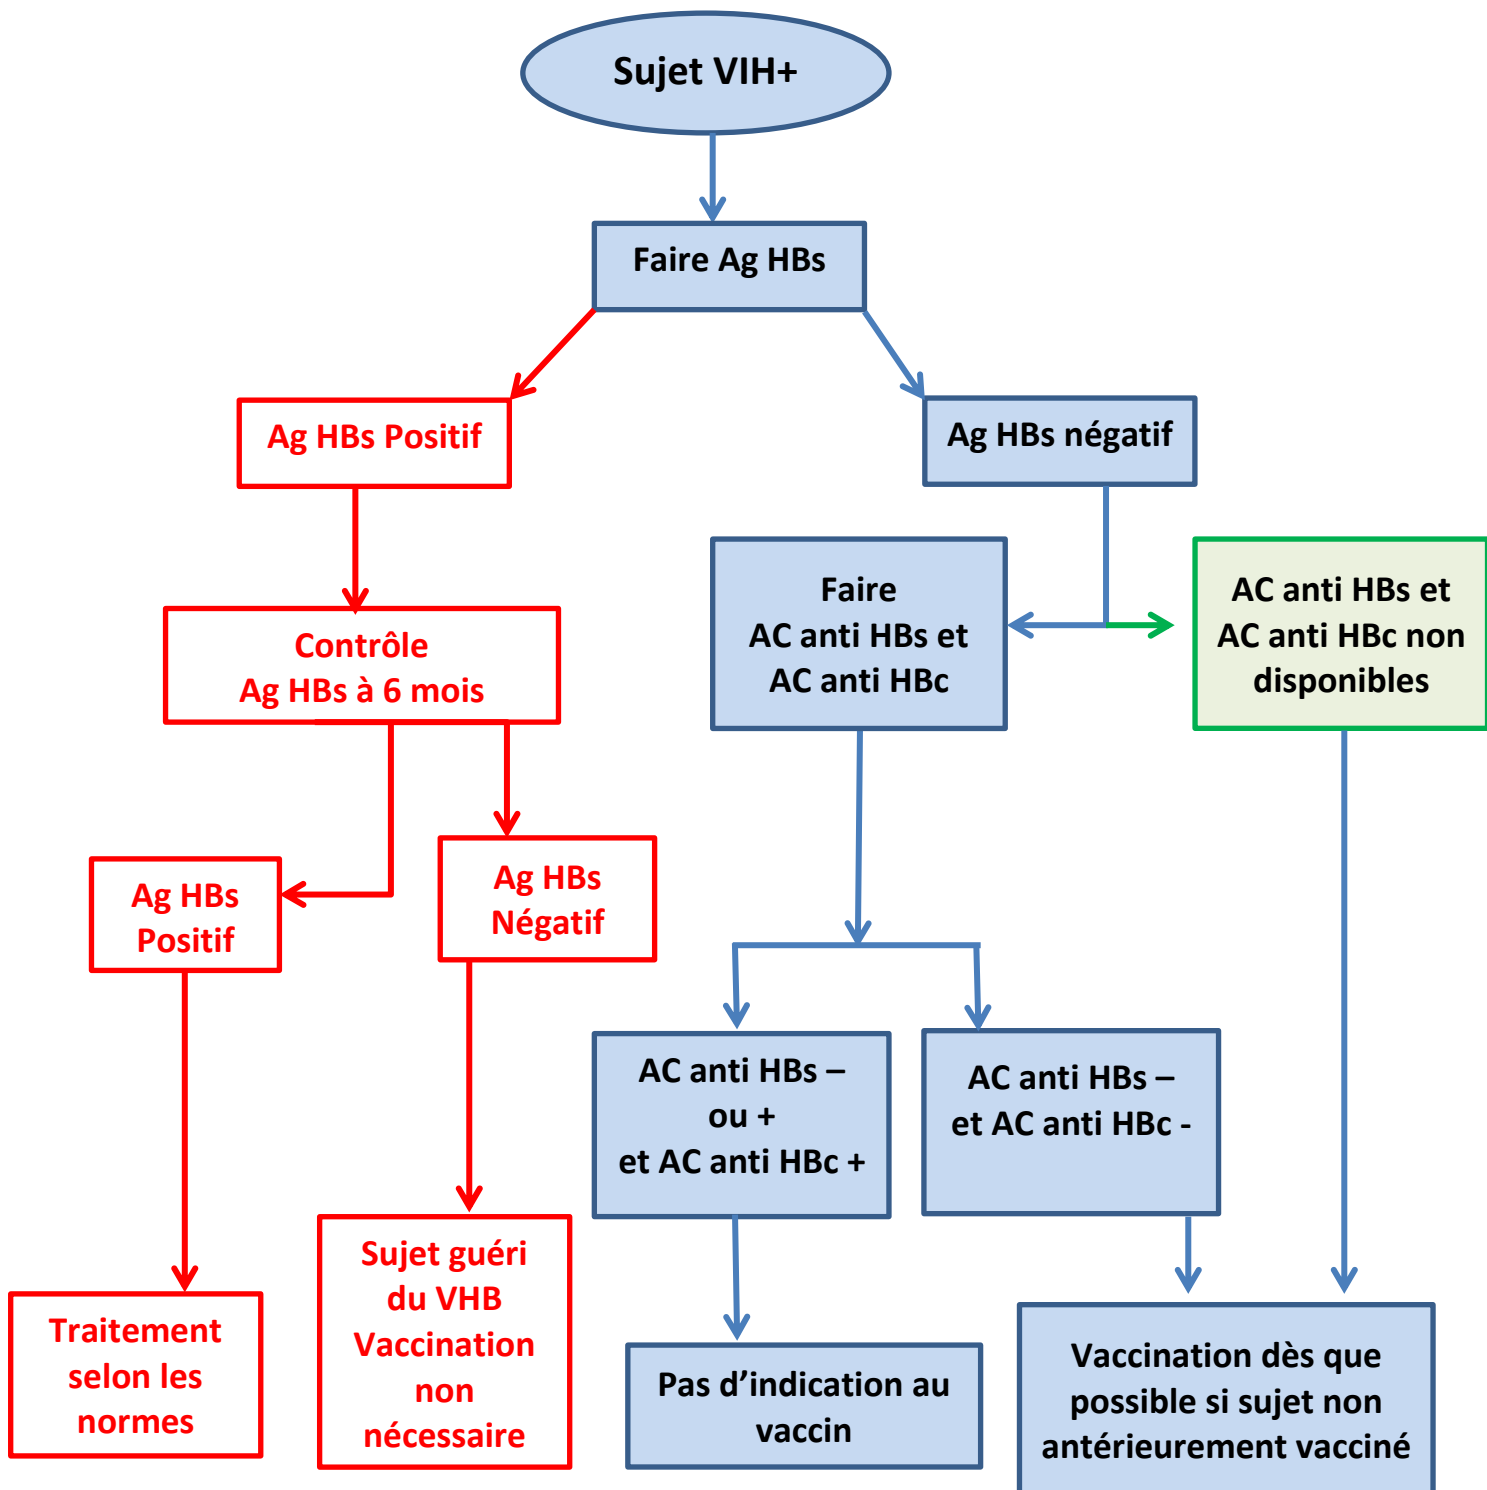 Sujet VIH+
Faire Ag HBs
Ag HBs Positif
Ag HBs négatif
Faire
AC anti HBs et
AC anti HBc
AC anti HBs et
AC anti HBc non
disponibles
Contrôle
Ag HBs à 6 mois
Ag HBs
Positif
Ag HBs
Négatif
AC anti HBs –
ou +
et AC anti HBc +
AC anti HBs –
et AC anti HBc -
Traitement
selon les
normes
Sujet guéri
du VHB
Vaccination
non
nécessaire
Pas d’indication au
vaccin
Vaccination dès que
possible si sujet non
antérieurement vacciné